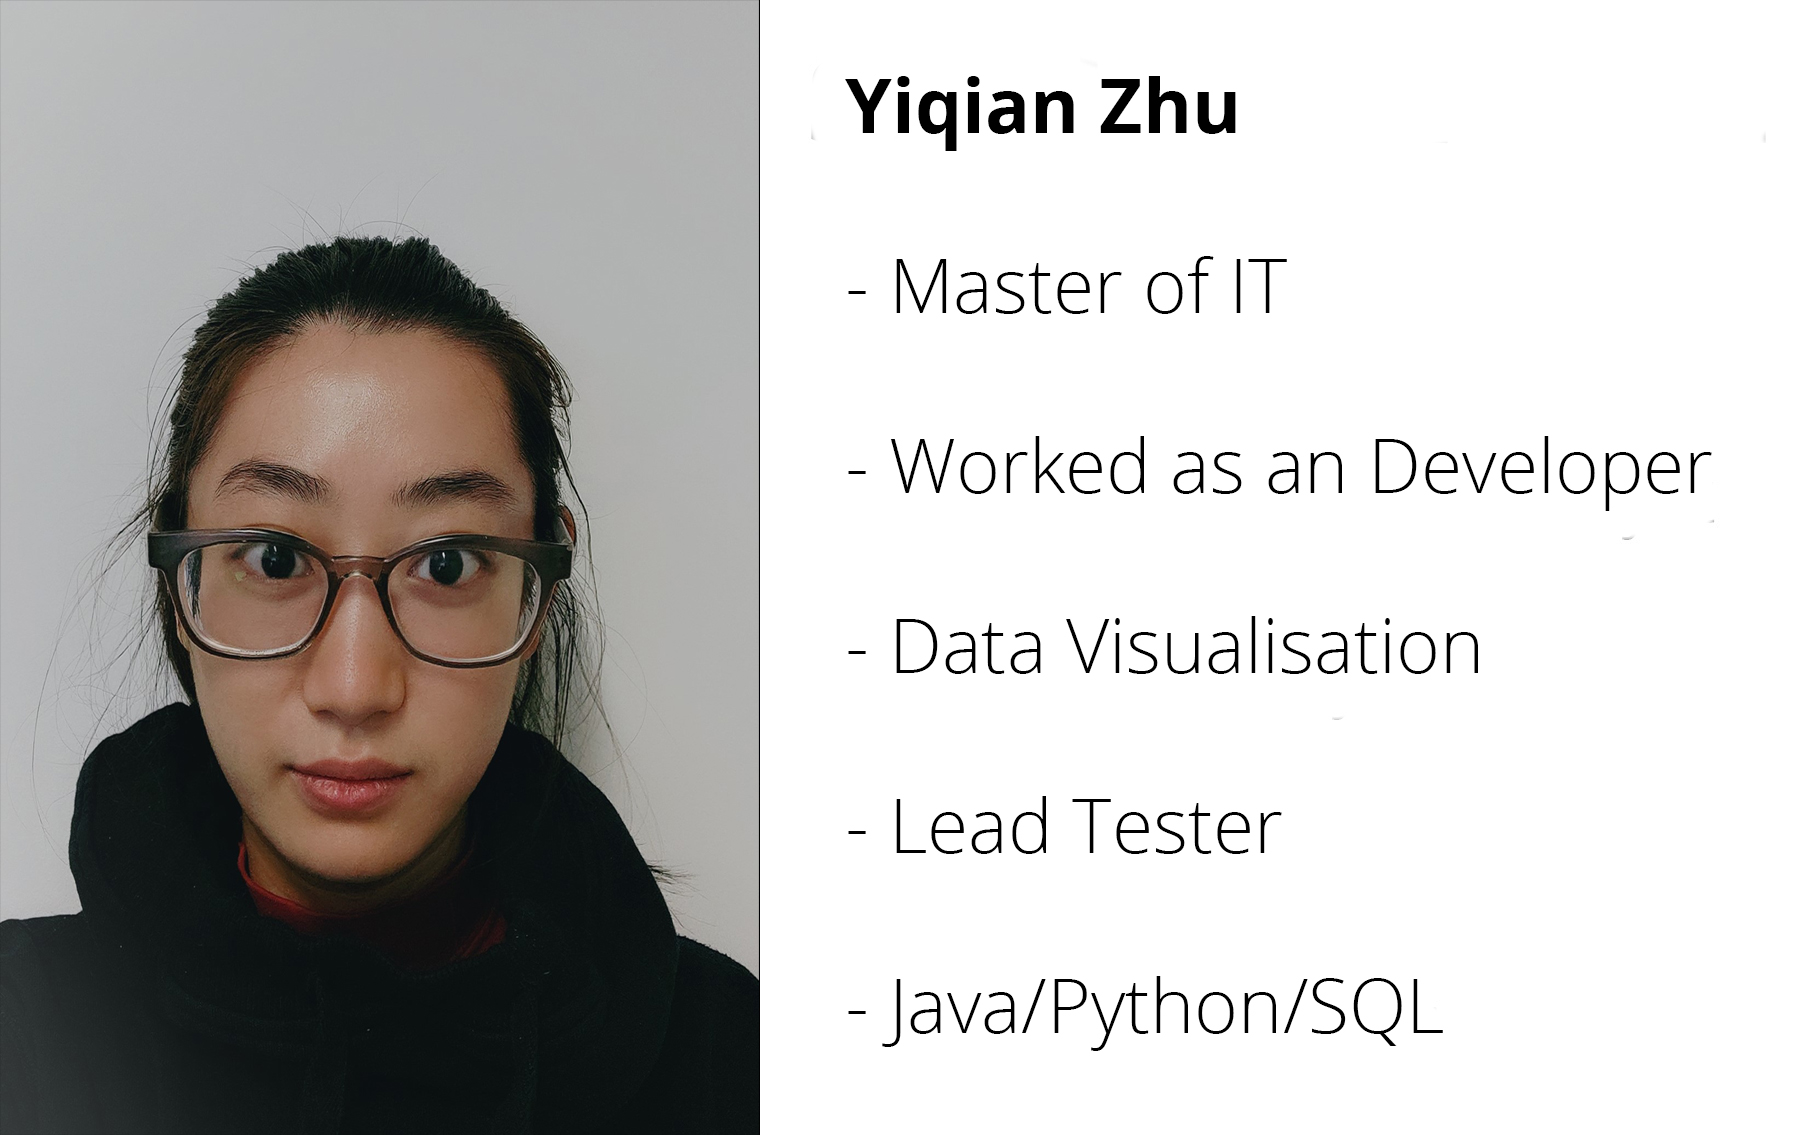 Yiqian Zhu
- Master of IT
- Worked as an Developer
- Data Visualisation
- Lead Tester
- Java/Python/SQL